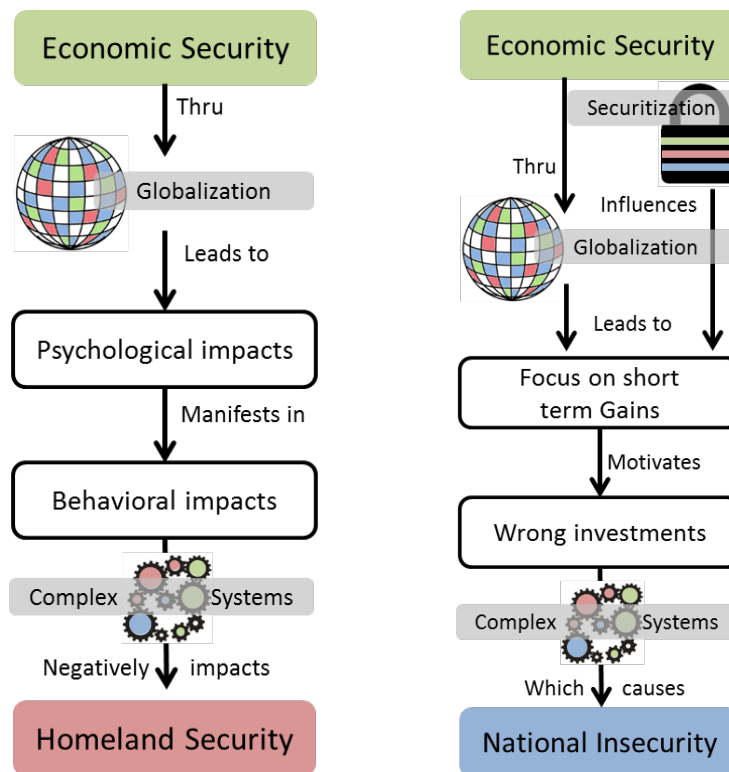 Economic Security
Thru
Globalization
Leads to
Psychological impacts
Manifests in
Behavioral impacts
Complex Systems
Negatively impacts
Homeland Security
Economic Security
Securitization
Thru
Influences
Globalization
Leads to
Focus on short
term Gains
Motivates
Wrong investments
Complex Systems
Which causes
National Insecurity